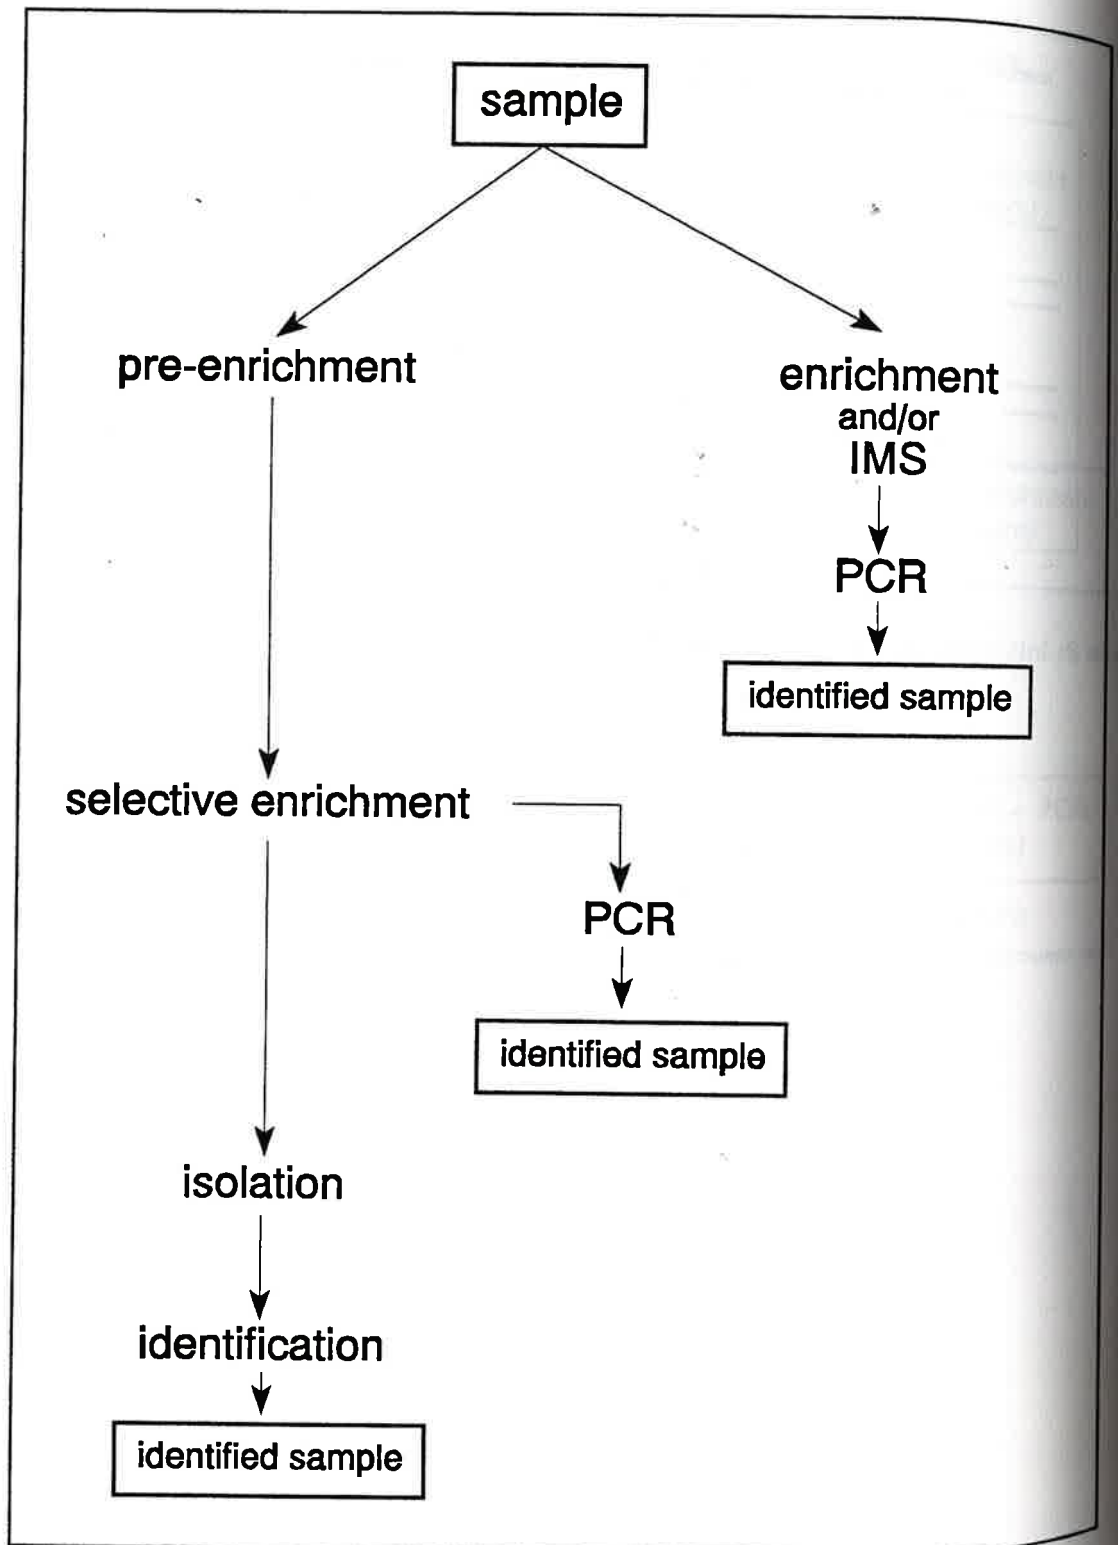 sample
pre-enrichment
enrichment
and/or
IMS
PCR
identified sample
selective enrichment
PCR
identified sample
isolation
identification
identified sample